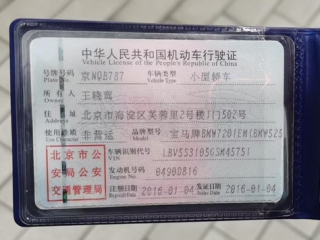 中华人民共和国机动车行驶证
Vehicle License of the People's Republic of China
号牌号码 京NQB787 车辆类型 小型轿车
Plate No. Vehicle Type
所有人 王晓莺
Owner
住址 北京市海淀区芙蓉里2号楼1门502号
Address
使用性质 非营运 品牌型号 宝马牌BMW7201EM(BMW525
Use Character Model
北京市公安局公安交通管理局
车辆识别代号 LBV5S3105GSM45751
VIN
发动机号码 0490D816
Engine No.
注册日期 2016-01-04 发证日期 2016-01-04
Register Date Issue Date